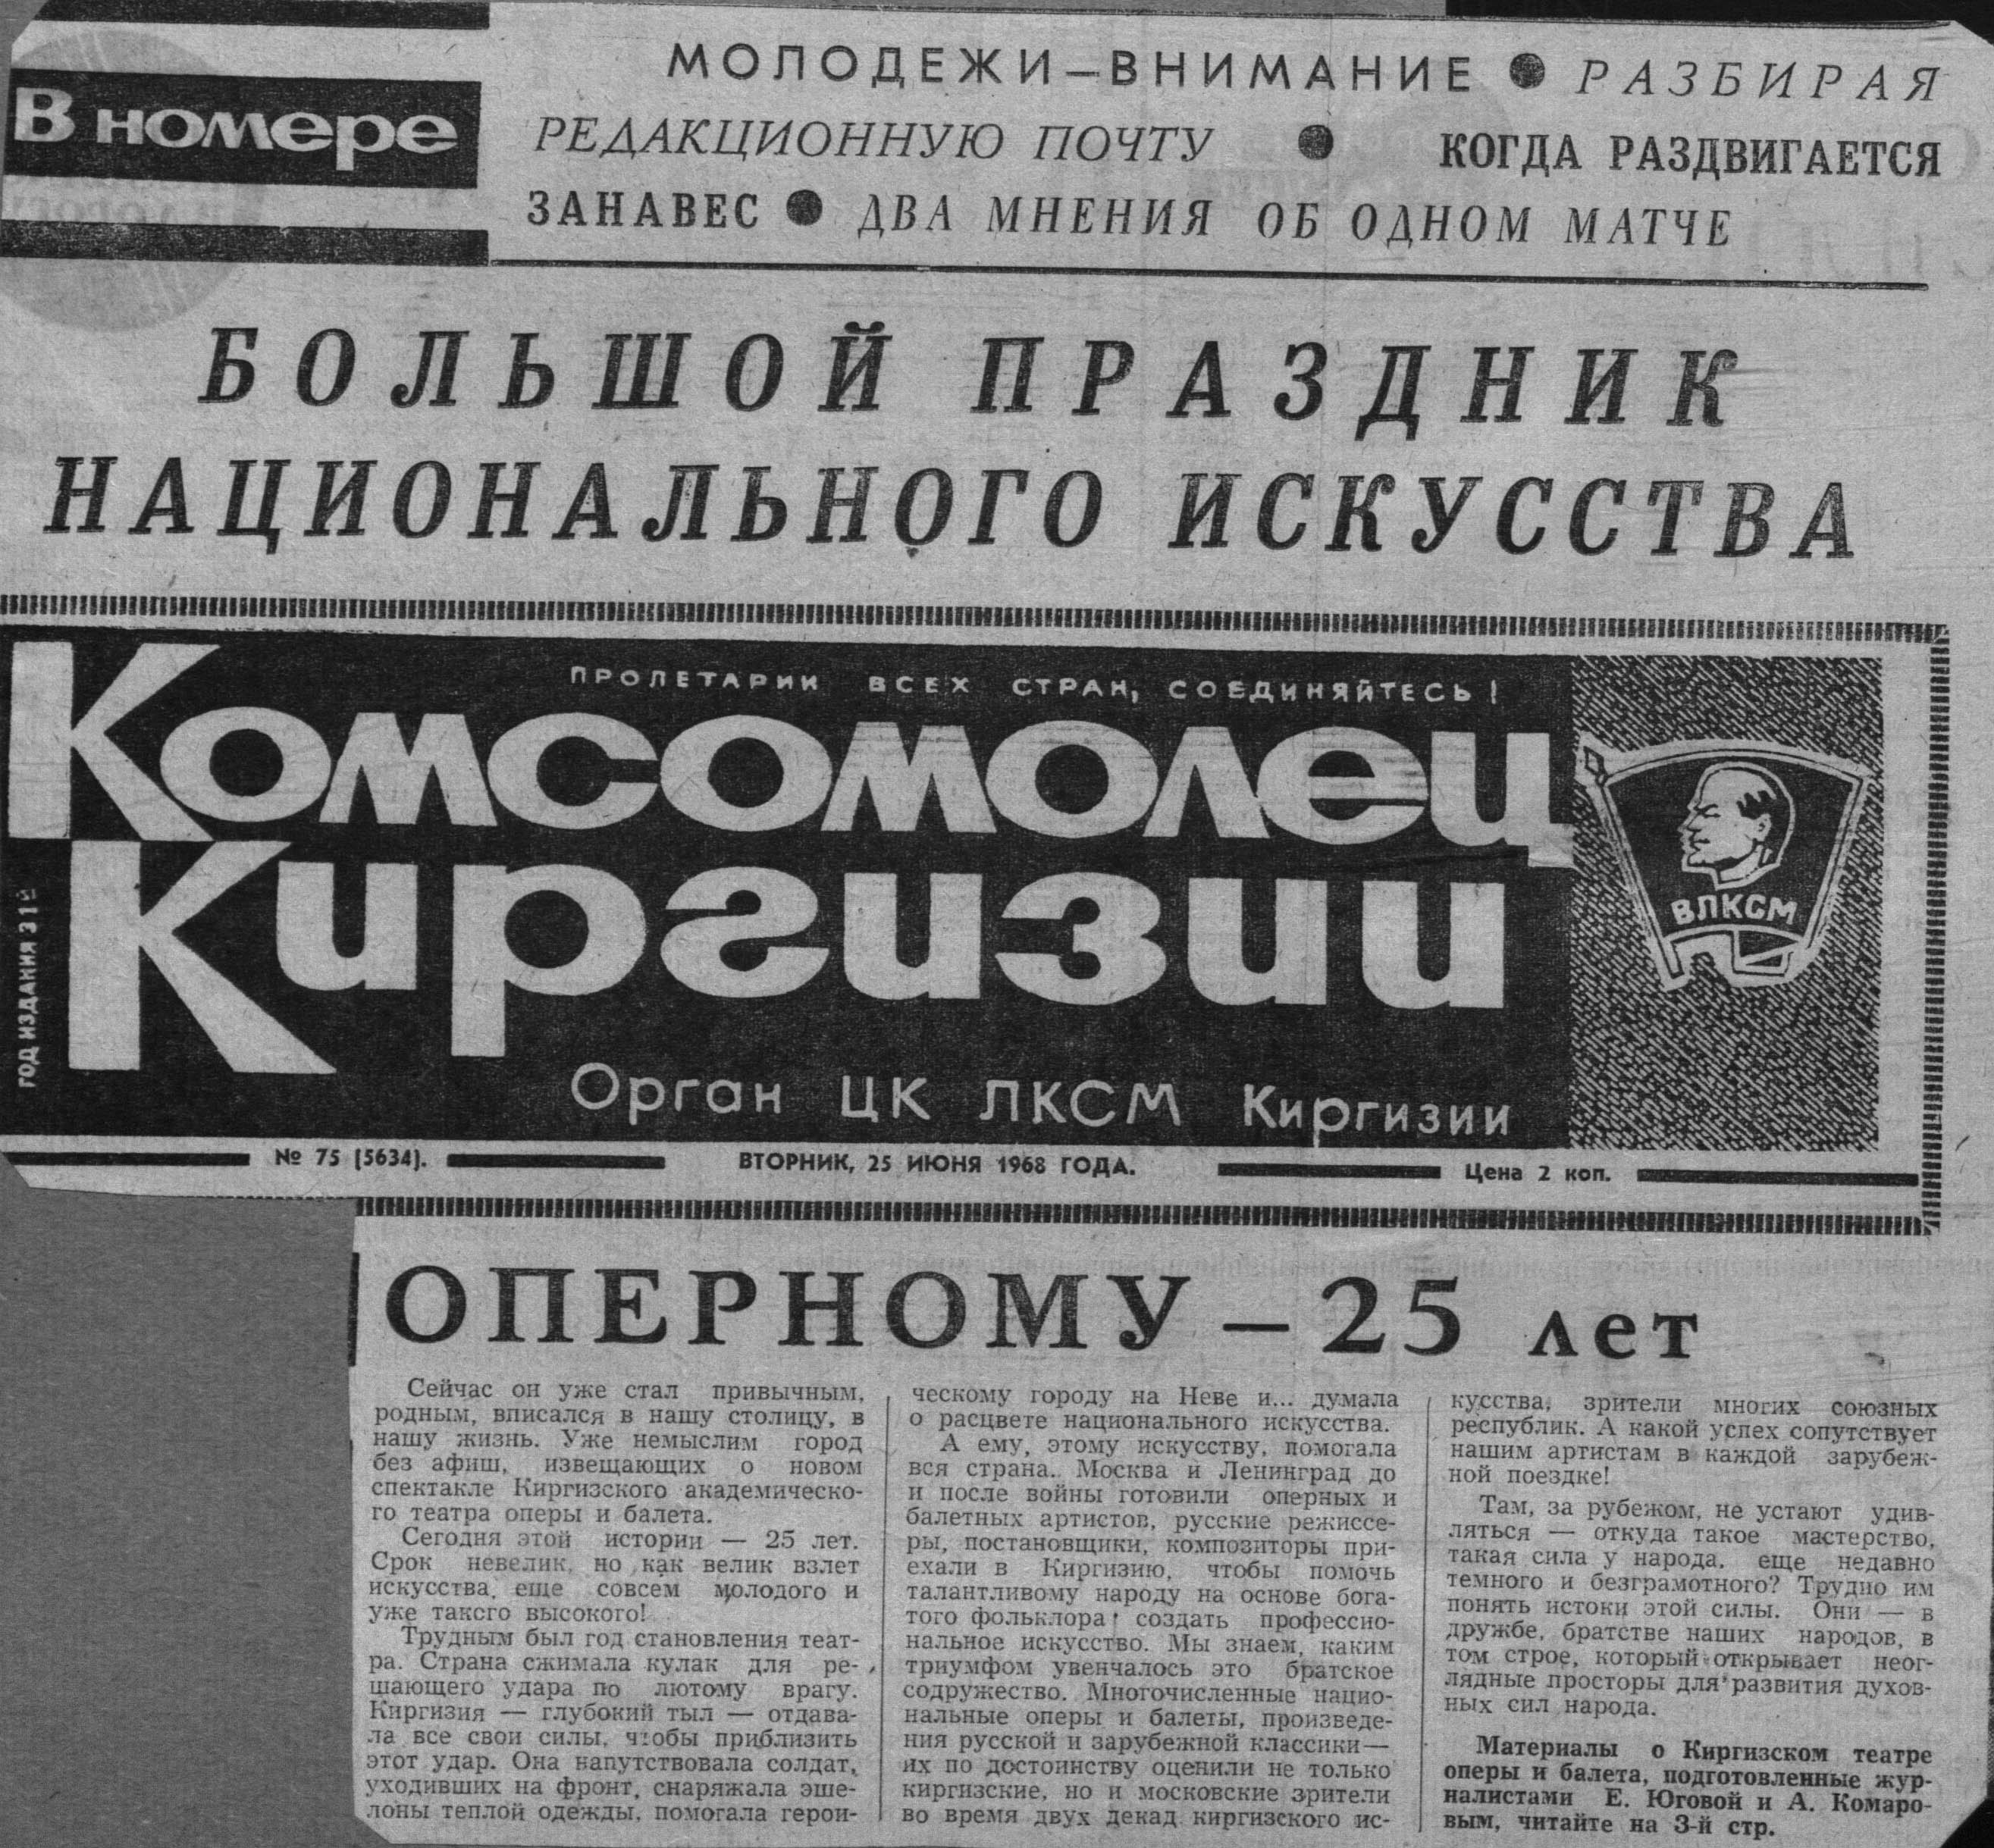 В номере
МОЛОДЕЖИ—ВНИМАНИЕ ● РАЗБИРАЯ
РЕДАКЦИОННУЮ ПОЧТУ ● КОГДА РАЗДВИГАЕТСЯ
ЗАНАВЕС ● ДВА МНЕНИЯ ОБ ОДНОМ МАТЧЕ
БОЛЬШОЙ ПРАЗДНИК
НАЦИОНАЛЬНОГО ИСКУССТВА
ПРОЛЕТАРИИ ВСЕХ СТРАН, СОЕДИНЯЙТЕСЬ!
Комсомолец
Киргизии
ГОД ИЗДАНИЯ 31й
ВЛКСМ
Орган ЦК ЛКСМ Киргизии
№ 75 (5634).
ВТОРНИК, 25 ИЮНЯ 1968 ГОДА.
Цена 2 коп.
ОПЕРНОМУ — 25 лет
Сейчас он уже стал привычным,
родным, вписался в нашу столицу, в
нашу жизнь. Уже немыслим город
без афиш, извещающих о новом
спектакле Киргизского академическо-
го театра оперы и балета.
Сегодня этой истории — 25 лет.
Срок невелик, но как велик взлет
искусства, еще совсем молодого и
уже такого высокого!
Трудным был год становления теат-
ра. Страна сжимала кулак для ре-
шающего удара по лютому врагу.
Киргизия — глубокий тыл — отдава-
ла все свои силы, чтобы приблизить
этот удар. Она напутствовала солдат,
уходивших на фронт, снаряжала эше-
лоны теплой одежды, помогала герои-
ческому городу на Неве и... думала
о расцвете национального искусства.
А ему, этому искусству, помогала
вся страна. Москва и Ленинград до
и после войны готовили оперных и
балетных артистов, русские режиссе-
ры, постановщики, композиторы при-
ехали в Киргизию, чтобы помочь
талантливому народу на основе бога-
того фольклора создать профессио-
нальное искусство. Мы знаем, каким
триумфом увенчалось это братское
содружество. Многочисленные нацио-
нальные оперы и балеты, произведе-
ния русской и зарубежной классики—
их по достоинству оценили не только
киргизские, но и московские зрители
во время двух декад киргизского ис-
кусства, зрители многих союзных
республик. А какой успех сопутствует
нашим артистам в каждой зарубеж-
ной поездке!
Там, за рубежом, не устают удив-
ляться — откуда такое мастерство,
такая сила у народа, еще недавно
темного и безграмотного? Трудно им
понять истоки этой силы. Они — в
дружбе, братстве наших народов, в
том строе, который открывает неог-
лядные просторы для развития духов-
ных сил народа.
Материалы о Киргизском театре
оперы и балета, подготовленные жур-
налистами Е. Юговой и А. Комаро-
вым, читайте на 3-й стр.